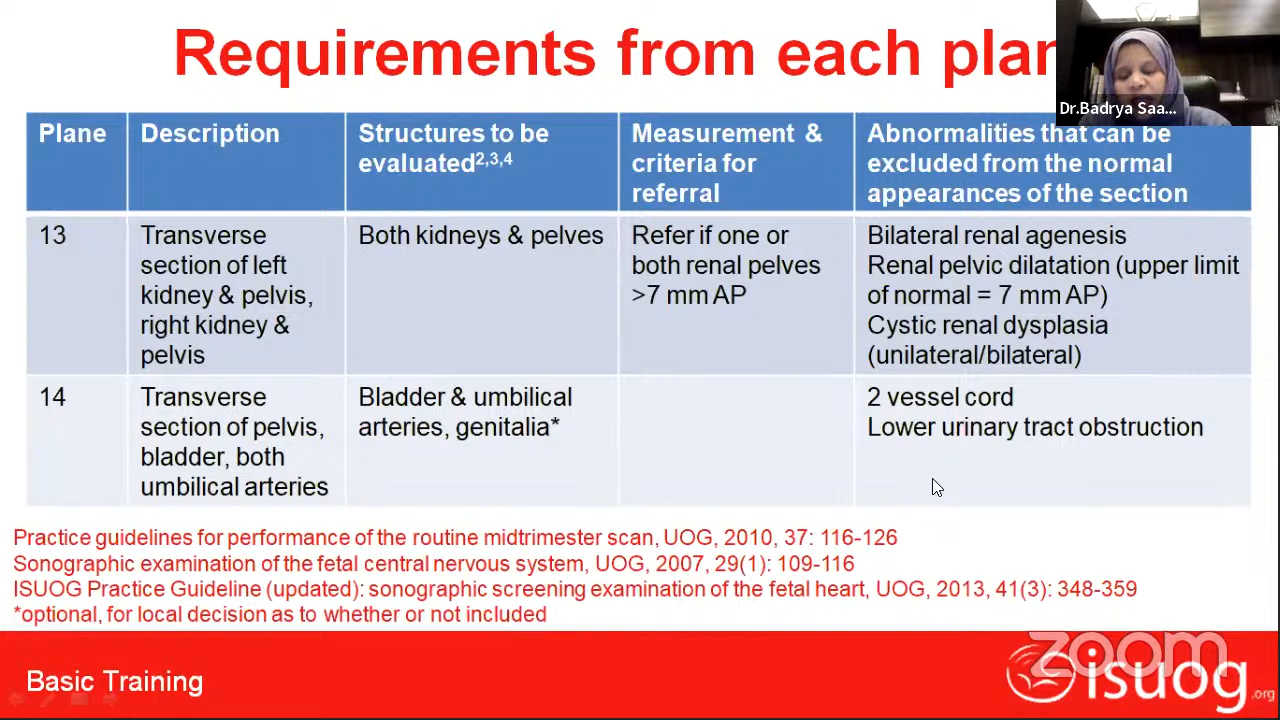 Requirements from each plan
Dr.Badrya Saa...
Plane
Description
Structures to be
evaluated2,3,4
Measurement &
criteria for
referral
Abnormalities that can be
excluded from the normal
appearances of the section
13
Transverse
section of left
kidney & pelvis,
right kidney &
pelvis
Both kidneys & pelves
Refer if one or
both renal pelves
>7 mm AP
Bilateral renal agenesis
Renal pelvic dilatation (upper limit
of normal = 7 mm AP)
Cystic renal dysplasia
(unilateral/bilateral)
14
Transverse
section of pelvis,
bladder, both
umbilical arteries
Bladder & umbilical
arteries, genitalia*
2 vessel cord
Lower urinary tract obstruction
Practice guidelines for performance of the routine midtrimester scan, UOG, 2010, 37: 116-126
Sonographic examination of the fetal central nervous system, UOG, 2007, 29(1): 109-116
ISUOG Practice Guideline (updated): sonographic screening examination of the fetal heart, UOG, 2013, 41(3): 348-359
*optional, for local decision as to whether or not included
zoom
Basic Training
isuog.org